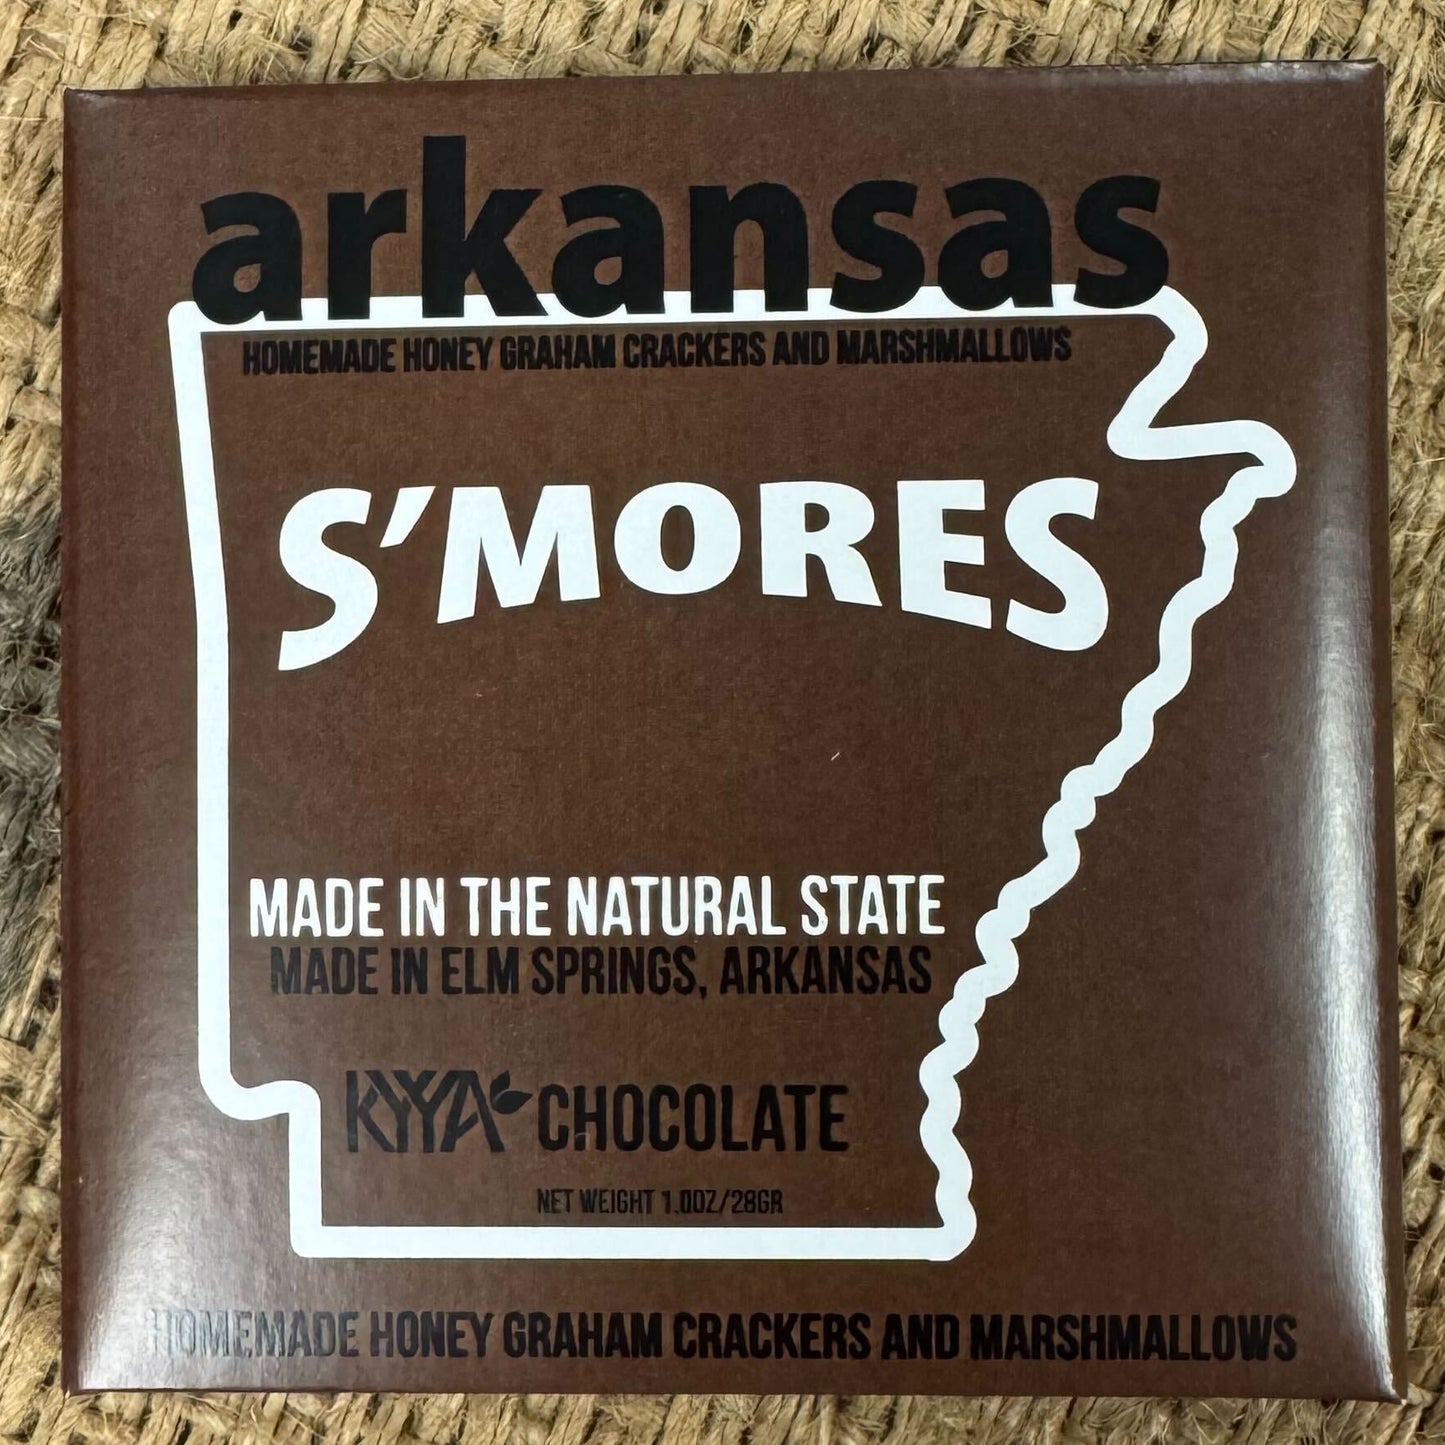 arkansas
HOMEMADE HONEY GRAHAM CRACKERS AND MARSHMALLOWS
S'MORES
MADE IN THE NATURAL STATE
MADE IN ELM SPRINGS, ARKANSAS
KYYA CHOCOLATE
NET WEIGHT 1.0OZ/28GR
HOMEMADE HONEY GRAHAM CRACKERS AND MARSHMALLOWS